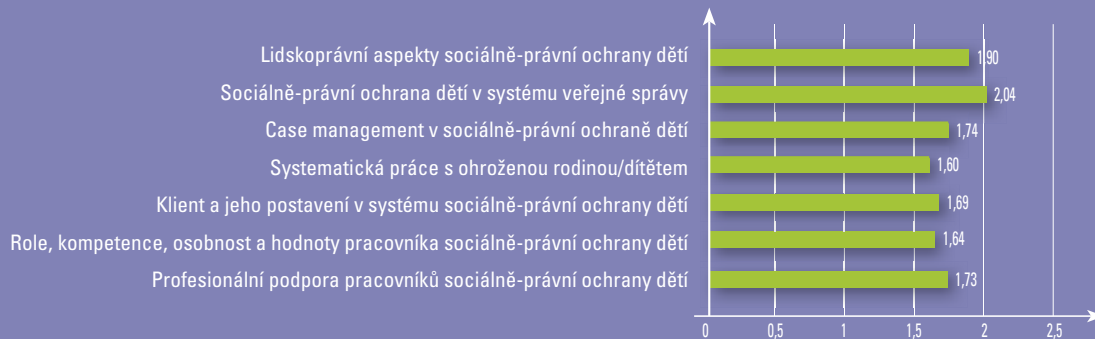 Lidskoprávní aspekty sociálně-právní ochrany dětí 1,90
Sociálně-právní ochrana dětí v systému veřejné správy 2,04
Case management v sociálně-právní ochraně dětí 1,74
Systematická práce s ohroženou rodinou/dítětem 1,60
Klient a jeho postavení v systému sociálně-právní ochrany dětí 1,69
Role, kompetence, osobnost a hodnoty pracovníka sociálně-právní ochrany dětí 1,64
Profesionální podpora pracovníků sociálně-právní ochrany dětí 1,73
0 0,5 1 1,5 2 2,5